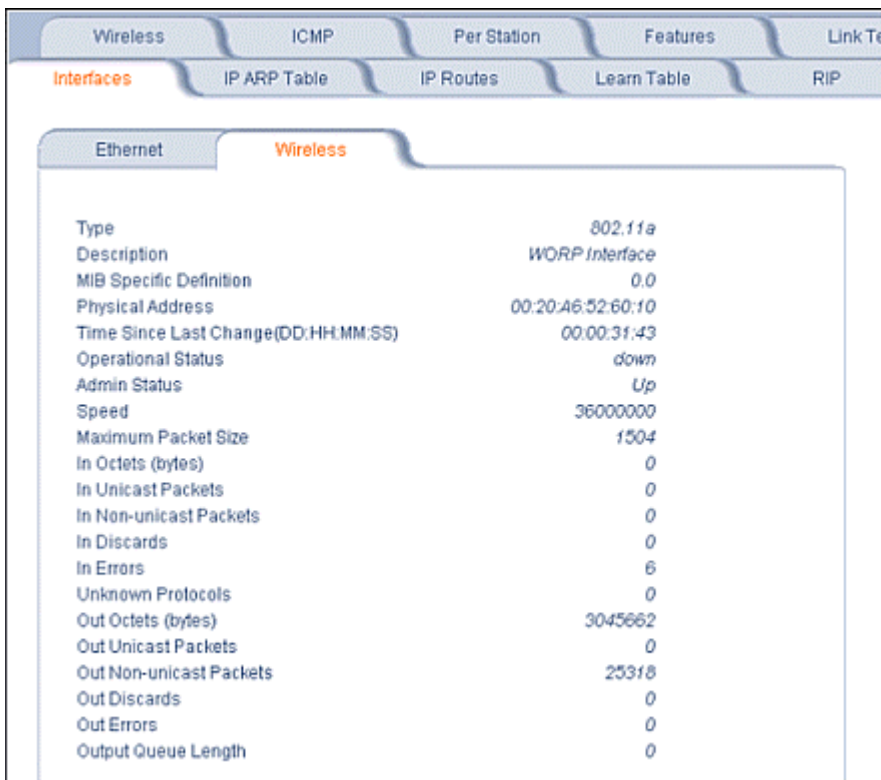 Wireless ICMP Per Station Features Link Te
Interfaces IP ARP Table IP Routes Learn Table RIP
Ethernet Wireless
Type 802.11a
Description WORP Interface
MIB Specific Definition 0.0
Physical Address 00:20:A6:52:60:10
Time Since Last Change(DD:HH:MM:SS) 00:00:31:43
Operational Status down
Admin Status Up
Speed 36000000
Maximum Packet Size 1504
In Octets (bytes) 0
In Unicast Packets 0
In Non-unicast Packets 0
In Discards 0
In Errors 6
Unknown Protocols 0
Out Octets (bytes) 3045662
Out Unicast Packets 0
Out Non-unicast Packets 25318
Out Discards 0
Out Errors 0
Output Queue Length 0